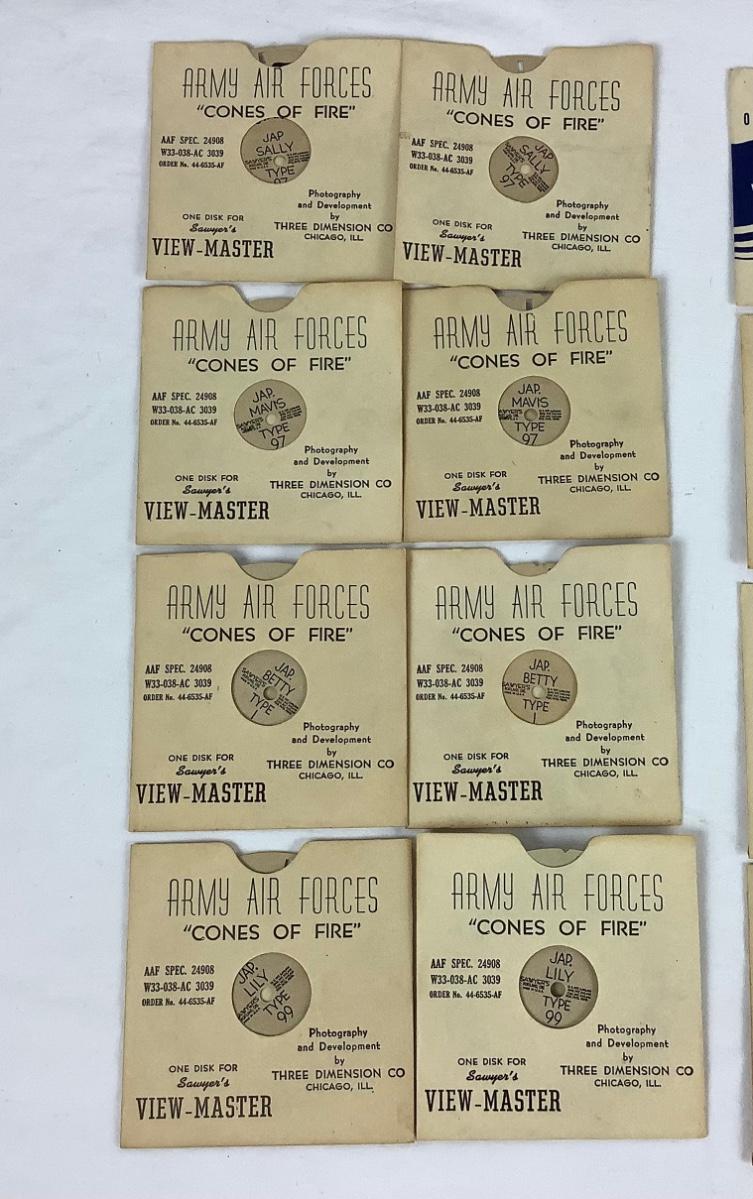 ARMY AIR FORCES
"CONES OF FIRE"
AAF SPEC. 24908
W33-038-AC 3039
ORDER No. 44-6535-AF
JAP
SALLY
TYPE
97
Photography
and Development
by
THREE DIMENSION CO
CHICAGO, ILL.
ONE DISK FOR
Sawyer's
VIEW-MASTER
ARMY AIR FORCES
"CONES OF FIRE"
AAF SPEC. 24908
W33-038-AC 3039
ORDER No. 44-6535-AF
JAP
SALLY
TYPE
97
Photography
and Development
by
THREE DIMENSION CO
CHICAGO, ILL.
ONE DISK FOR
Sawyer's
VIEW-MASTER
ARMY AIR FORCES
"CONES OF FIRE"
AAF SPEC. 24908
W33-038-AC 3039
ORDER No. 44-6535-AF
JAP.
MAVIS
TYPE
97
Photography
and Development
by
THREE DIMENSION CO
CHICAGO, ILL.
ONE DISK FOR
Sawyer's
VIEW-MASTER
ARMY AIR FORCES
"CONES OF FIRE"
AAF SPEC. 24908
W33-038-AC 3039
ORDER No. 44-6535-AF
JAP.
MAVIS
TYPE
97
Photography
and Development
by
THREE DIMENSION CO
CHICAGO, ILL.
ONE DISK FOR
Sawyer's
VIEW-MASTER
ARMY AIR FORCES
"CONES OF FIRE"
AAF SPEC. 24908
W33-038-AC 3039
ORDER No. 44-6535-AF
JAP.
BETTY
TYPE
1
Photography
and Development
by
THREE DIMENSION CO
CHICAGO, ILL.
ONE DISK FOR
Sawyer's
VIEW-MASTER
ARMY AIR FORCES
"CONES OF FIRE"
AAF SPEC. 24908
W33-038-AC 3039
ORDER No. 44-6535-AF
JAP.
BETTY
TYPE
1
Photography
and Development
by
THREE DIMENSION CO
CHICAGO, ILL.
ONE DISK FOR
Sawyer's
VIEW-MASTER
ARMY AIR FORCES
"CONES OF FIRE"
AAF SPEC. 24908
W33-038-AC 3039
ORDER No. 44-6535-AF
JAP.
LILY
TYPE
99
Photography
and Development
by
THREE DIMENSION CO
CHICAGO, ILL.
ONE DISK FOR
Sawyer's
VIEW-MASTER
ARMY AIR FORCES
"CONES OF FIRE"
AAF SPEC. 24908
W33-038-AC 3039
ORDER No. 44-6535-AF
JAP.
LILY
TYPE
99
Photography
and Development
by
THREE DIMENSION CO
CHICAGO, ILL.
ONE DISK FOR
Sawyer's
VIEW-MASTER